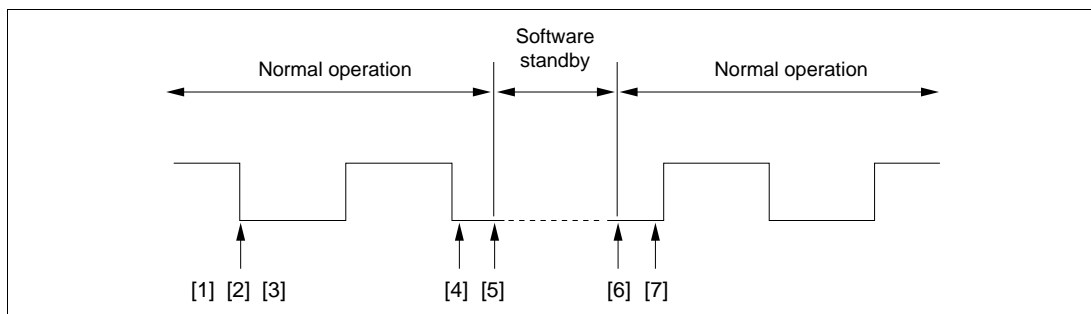 Software
standby
Normal operation
Normal operation
[1] [2] [3]
[4] [5]
[6] [7]